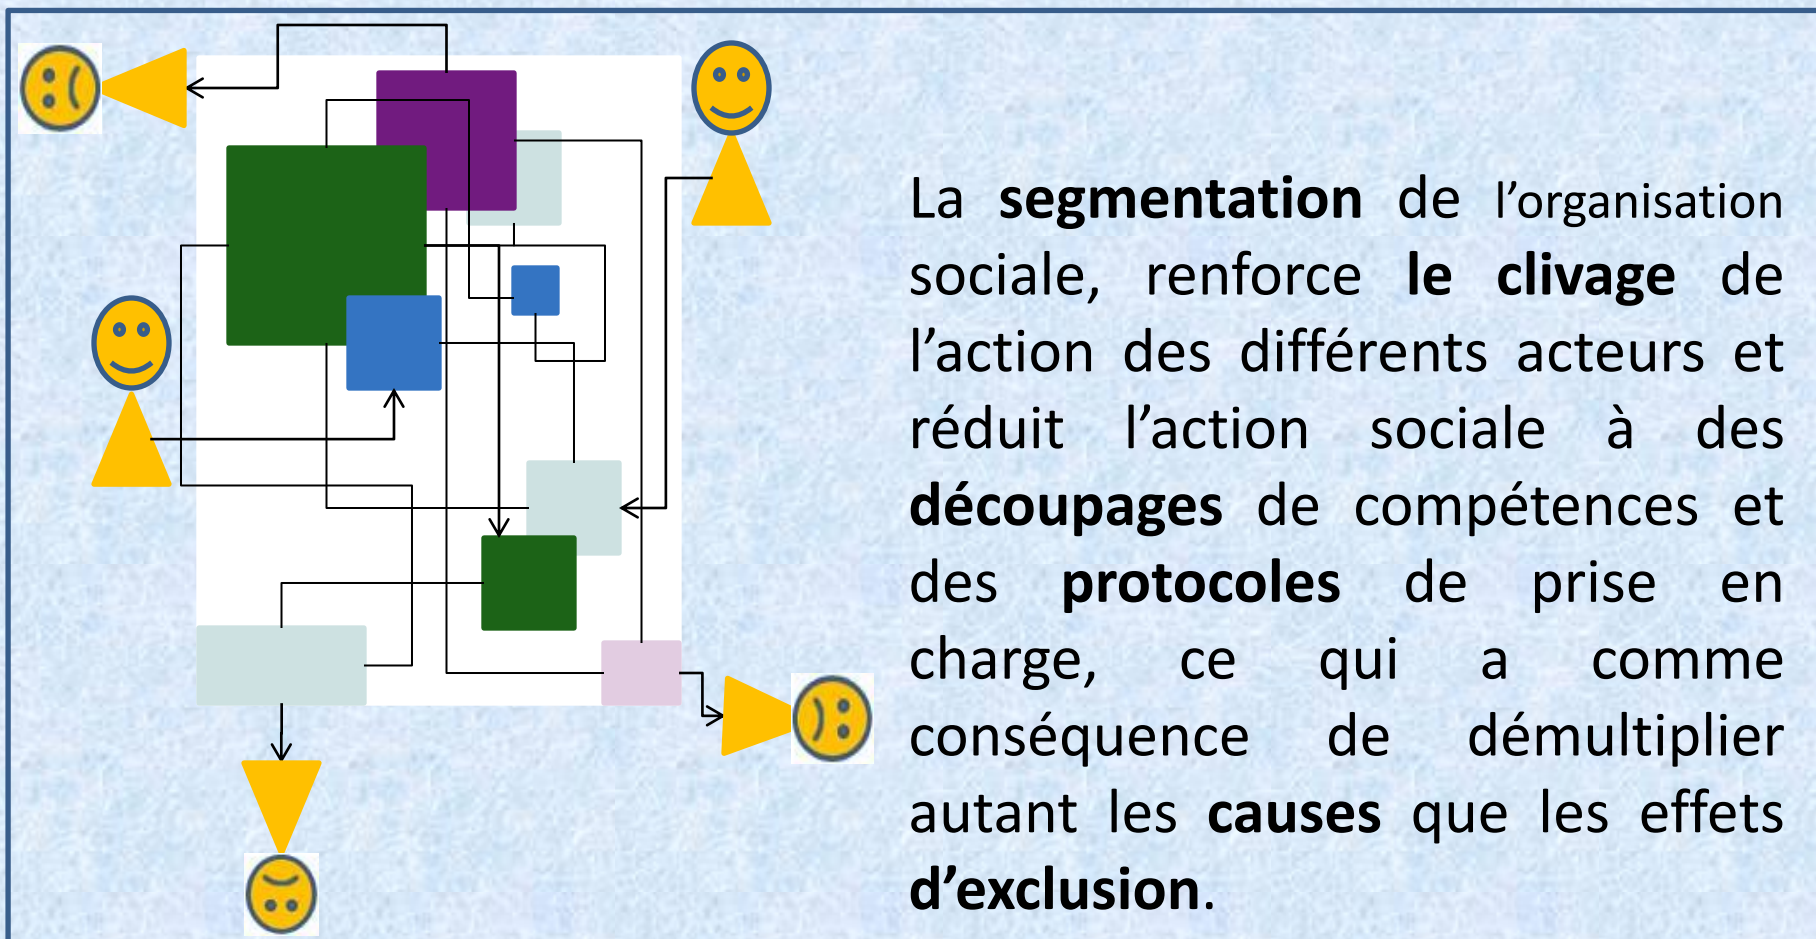 La segmentation de l’organisation
sociale, renforce le clivage de
l’action des différents acteurs et
réduit l’action sociale à des
découpages de compétences et
des protocoles de prise en
charge, ce qui a comme
conséquence de démultiplier
autant les causes que les effets
d’exclusion.